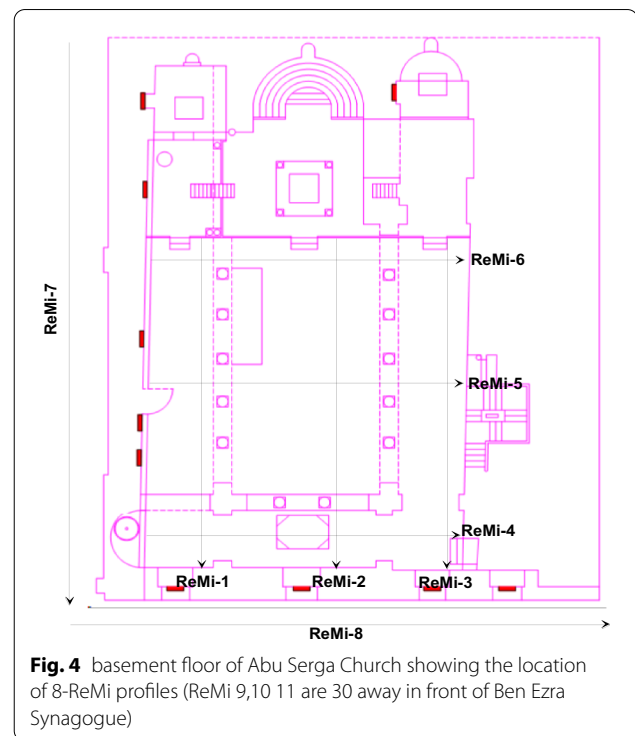 ReMi-6
ReMi-7
ReMi-5
ReMi-4
ReMi-1 ReMi-2 ReMi-3
ReMi-8
Fig. 4 basement floor of Abu Serga Church showing the location
of 8-ReMi profiles (ReMi 9,10 11 are 30 away in front of Ben Ezra
Synagogue)